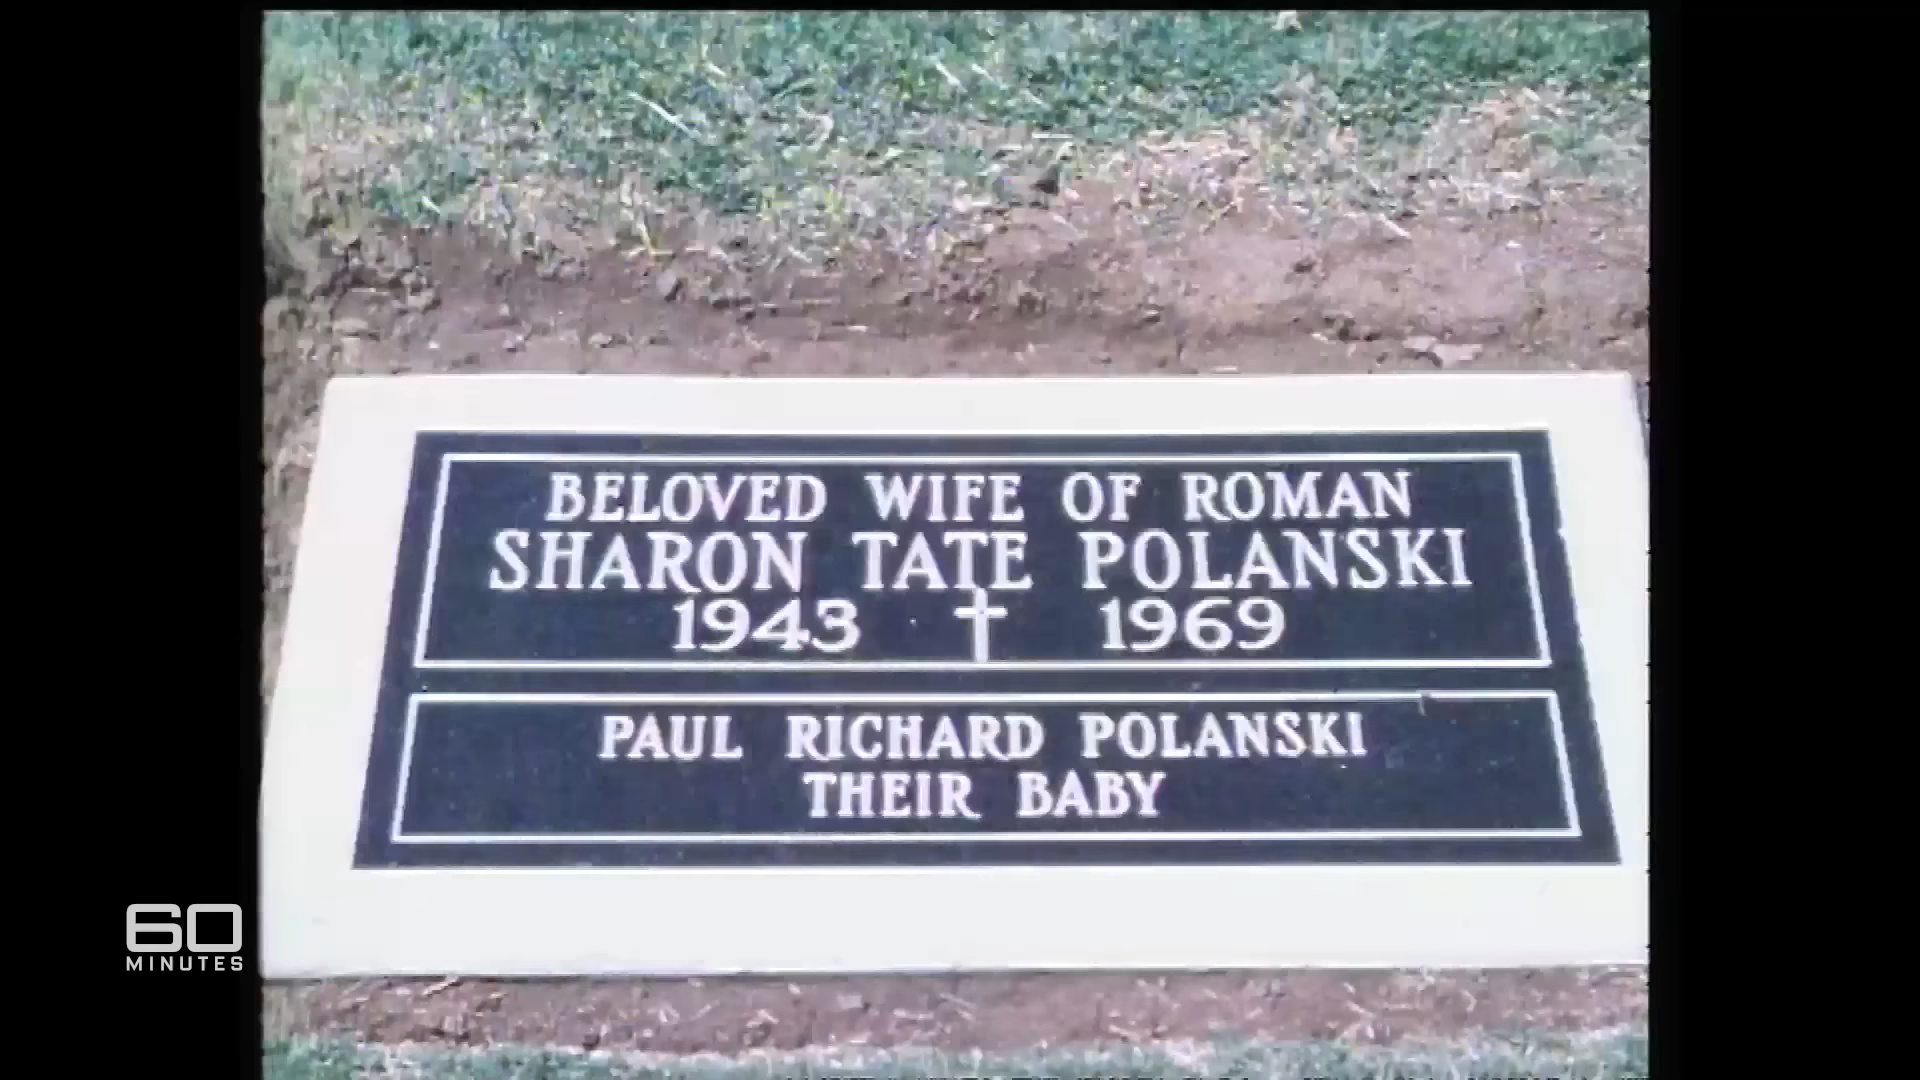 BELOVED WIFE OF ROMAN
SHARON TATE POLANSKI
1943 1969
PAUL RICHARD POLANSKI
THEIR BABY
60
MINUTES